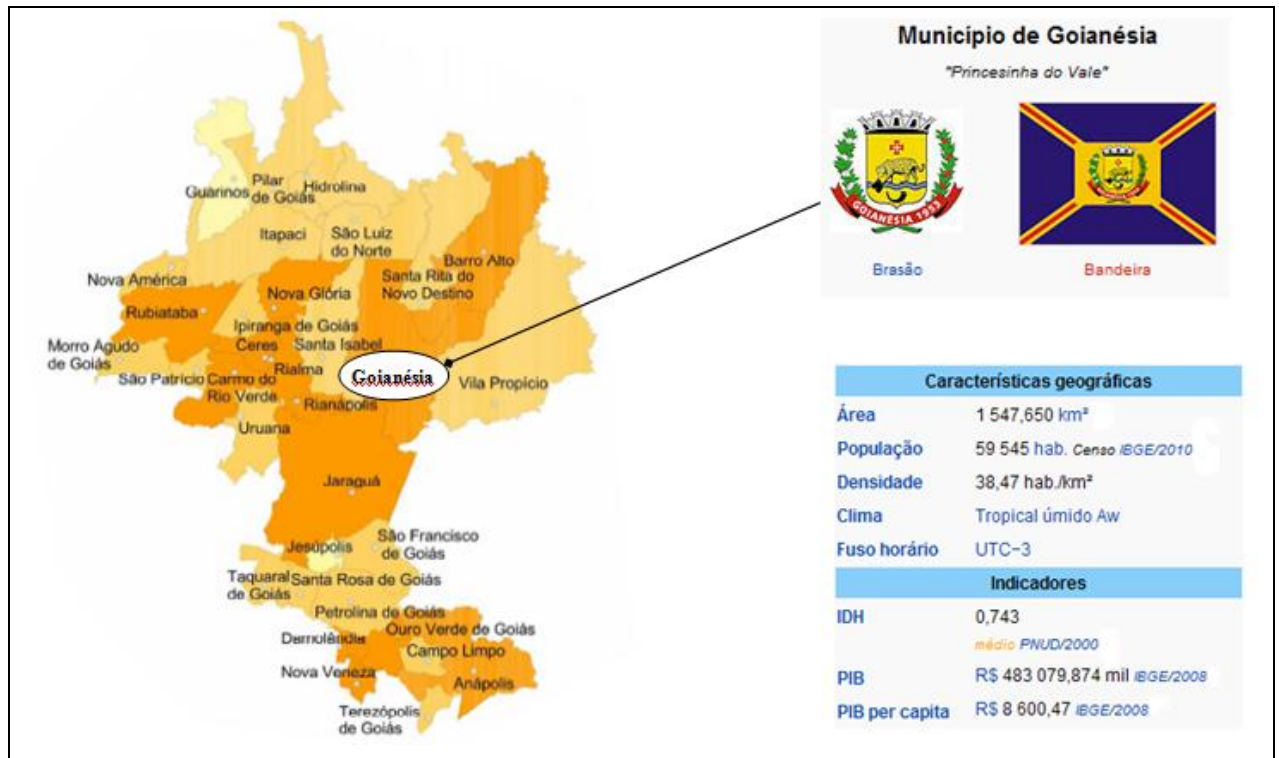 Município de Goianésia
"Princesinha do Vale"
GOIANÉSIA 1953
Brasão
Bandeira
Guarinos
Pilar
de Goiás
Hidrolina
Itapaci
São Luiz
do Norte
Barro Alto
Nova América
Santa Rita do
Novo Destino
Nova Glória
Rubiataba
Ipiranga de Goiás
Morro Agudo
de Goiás
Ceres
Santa Isabel
São Patrício
Carmo do
Rio Verde
Rialma
Goianésia
Vila Propício
Rianápolis
Uruana
Jaraguá
São Francisco
de Goiás
Jesúpolis
Taquaral
de Goiás
Santa Rosa de Goiás
Petrolina de Goiás
Damolândia
Ouro Verde de Goiás
Campo Limpo
Nova Veneza
Anápolis
Terezópolis
de Goiás
Características geográficas
Área 1 547,650 km²
População 59 545 hab. Censo IBGE/2010
Densidade 38,47 hab./km²
Clima Tropical úmido Aw
Fuso horário UTC−3
Indicadores
IDH 0,743
médio PNUD/2000
PIB R$ 483 079,874 mil IBGE/2008
PIB per capita R$ 8 600,47 IBGE/2008